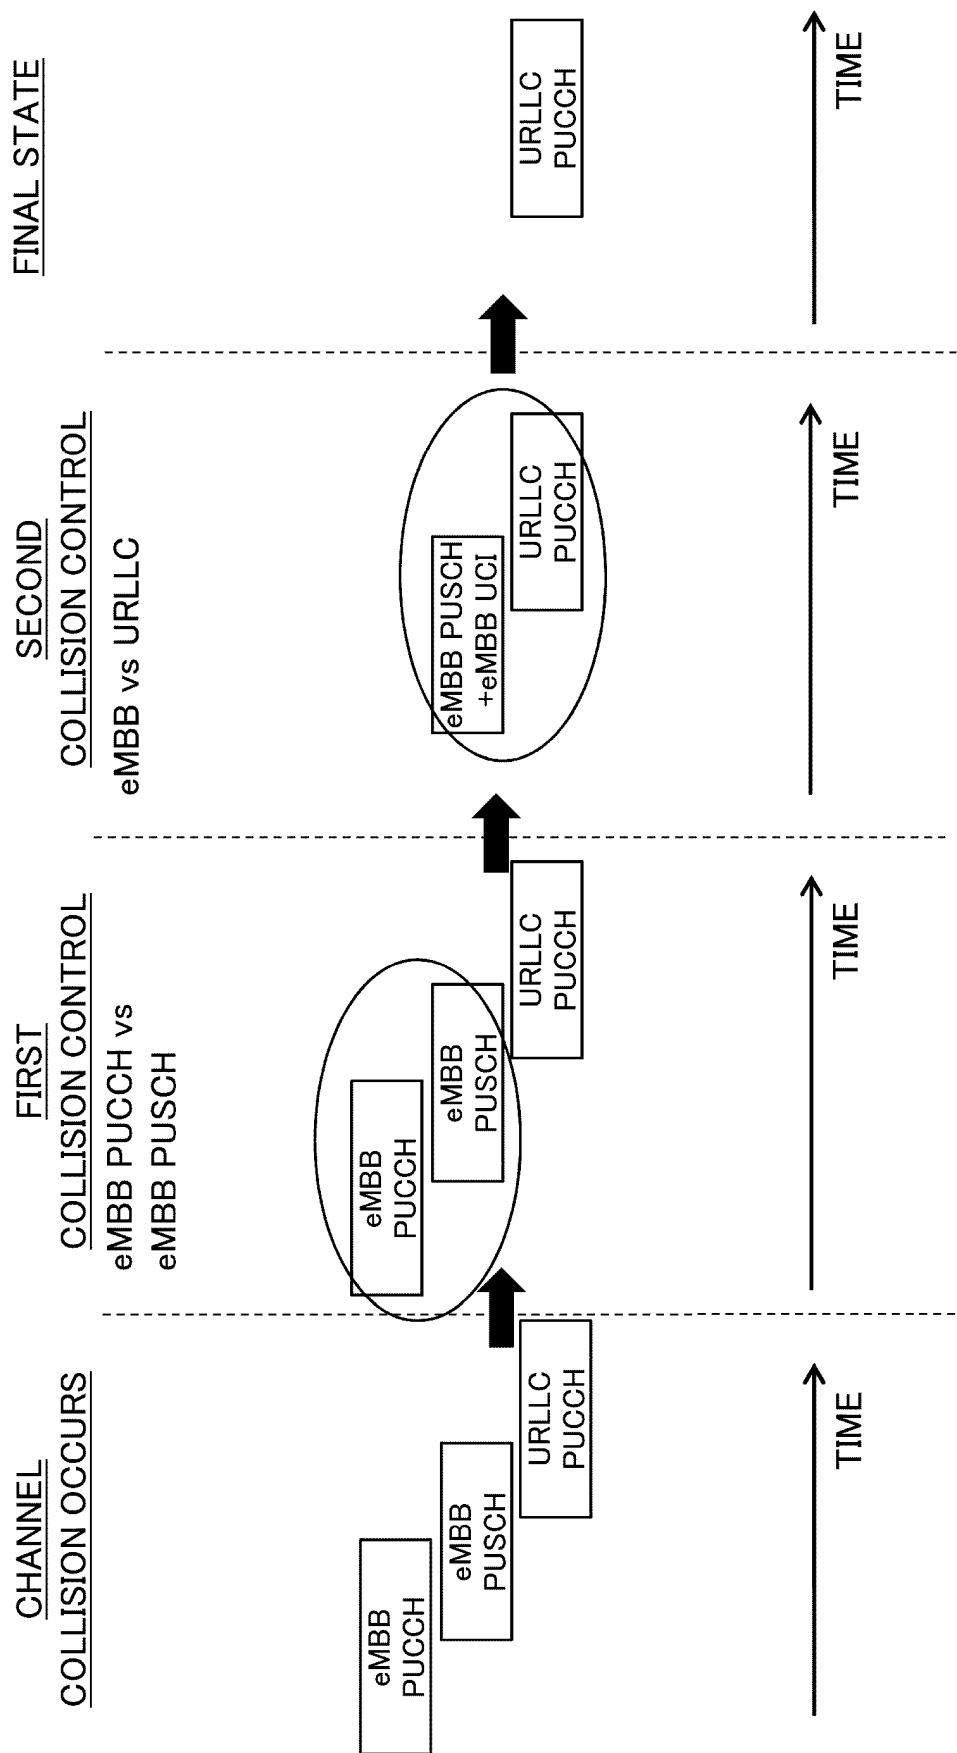 CHANNEL
COLLISION OCCURS
eMBB
PUCCH
eMBB
PUSCH
URLLC
PUCCH
TIME
FIRST
COLLISION CONTROL
eMBB PUCCH vs
eMBB PUSCH
eMBB
PUCCH
eMBB
PUSCH
URLLC
PUCCH
TIME
SECOND
COLLISION CONTROL
eMBB vs URLLC
eMBB PUSCH
+eMBB UCI
URLLC
PUCCH
TIME
FINAL STATE
URLLC
PUCCH
TIME